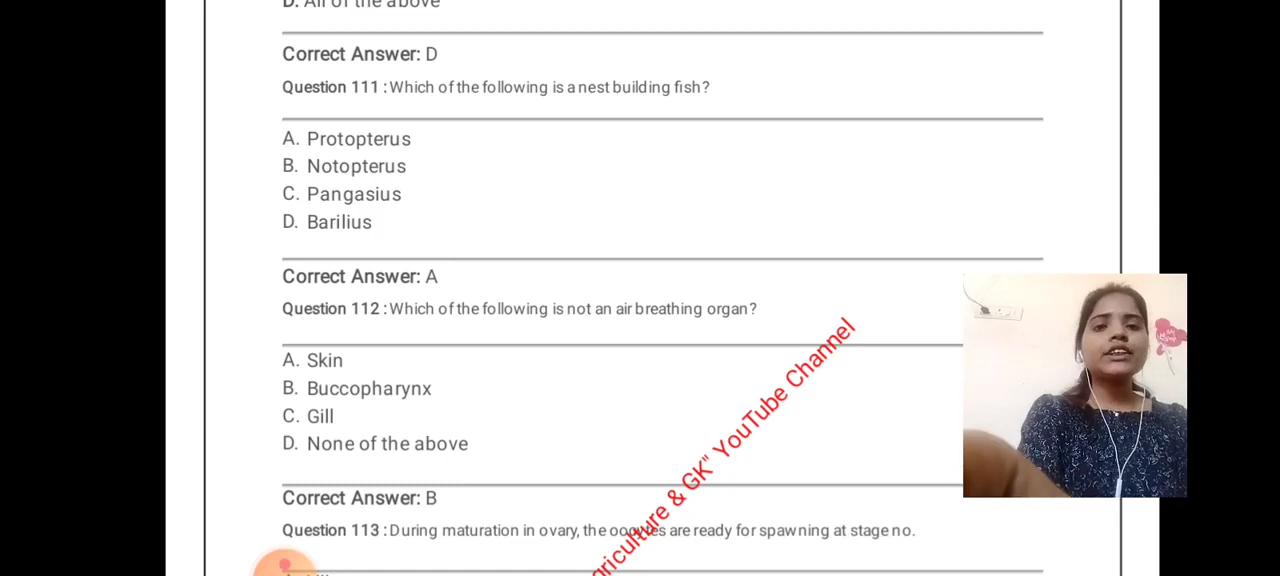 D. All of the above
Correct Answer: D
Question 111 : Which of the following is a nest building fish?
A. Protopterus
B. Notopterus
C. Pangasius
D. Barilius
Correct Answer: A
Question 112 : Which of the following is not an air breathing organ?
A. Skin
B. Buccopharynx
C. Gill
D. None of the above
Correct Answer: B
Question 113 : During maturation in ovary, the oocytes are ready for spawning at stage no.
griculture & GK" YouTube Channel